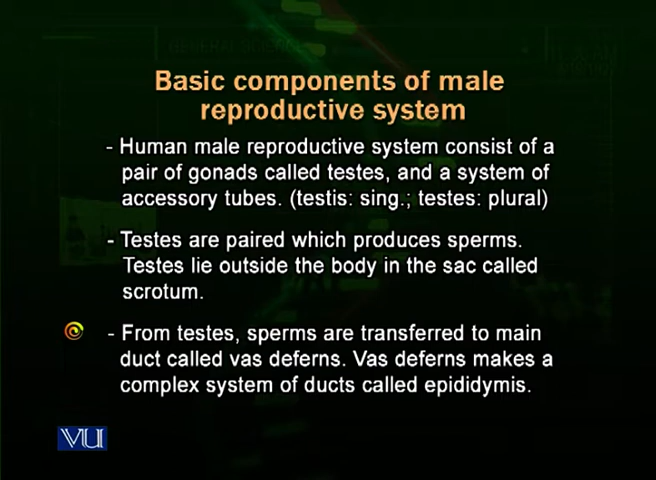 Basic components of male
reproductive system
- Human male reproductive system consist of a
pair of gonads called testes, and a system of
accessory tubes. (testis: sing.; testes: plural)
- Testes are paired which produces sperms.
Testes lie outside the body in the sac called
scrotum.
- From testes, sperms are transferred to main
duct called vas deferns. Vas deferns makes a
complex system of ducts called epididymis.
VU